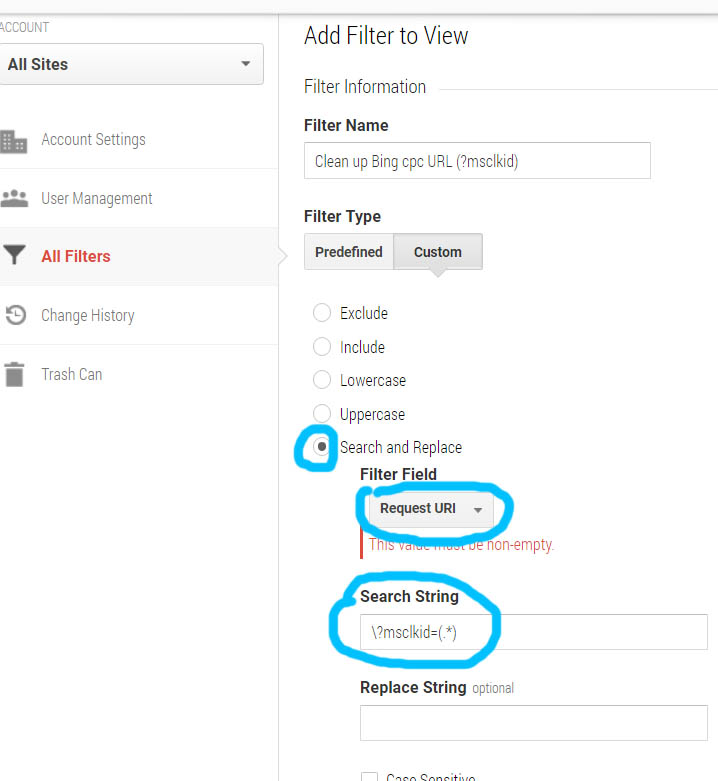 ACCOUNT
All Sites
Account Settings
User Management
All Filters
Change History
Trash Can
Add Filter to View
Filter Information
Filter Name
Clean up Bing cpc URL (?msclkid)
Filter Type
Predefined Custom
Exclude
Include
Lowercase
Uppercase
Search and Replace
Filter Field
Request URI
This value must be non-empty.
Search String
\?msclkid=(.*)
Replace String optional
Case Sensitive